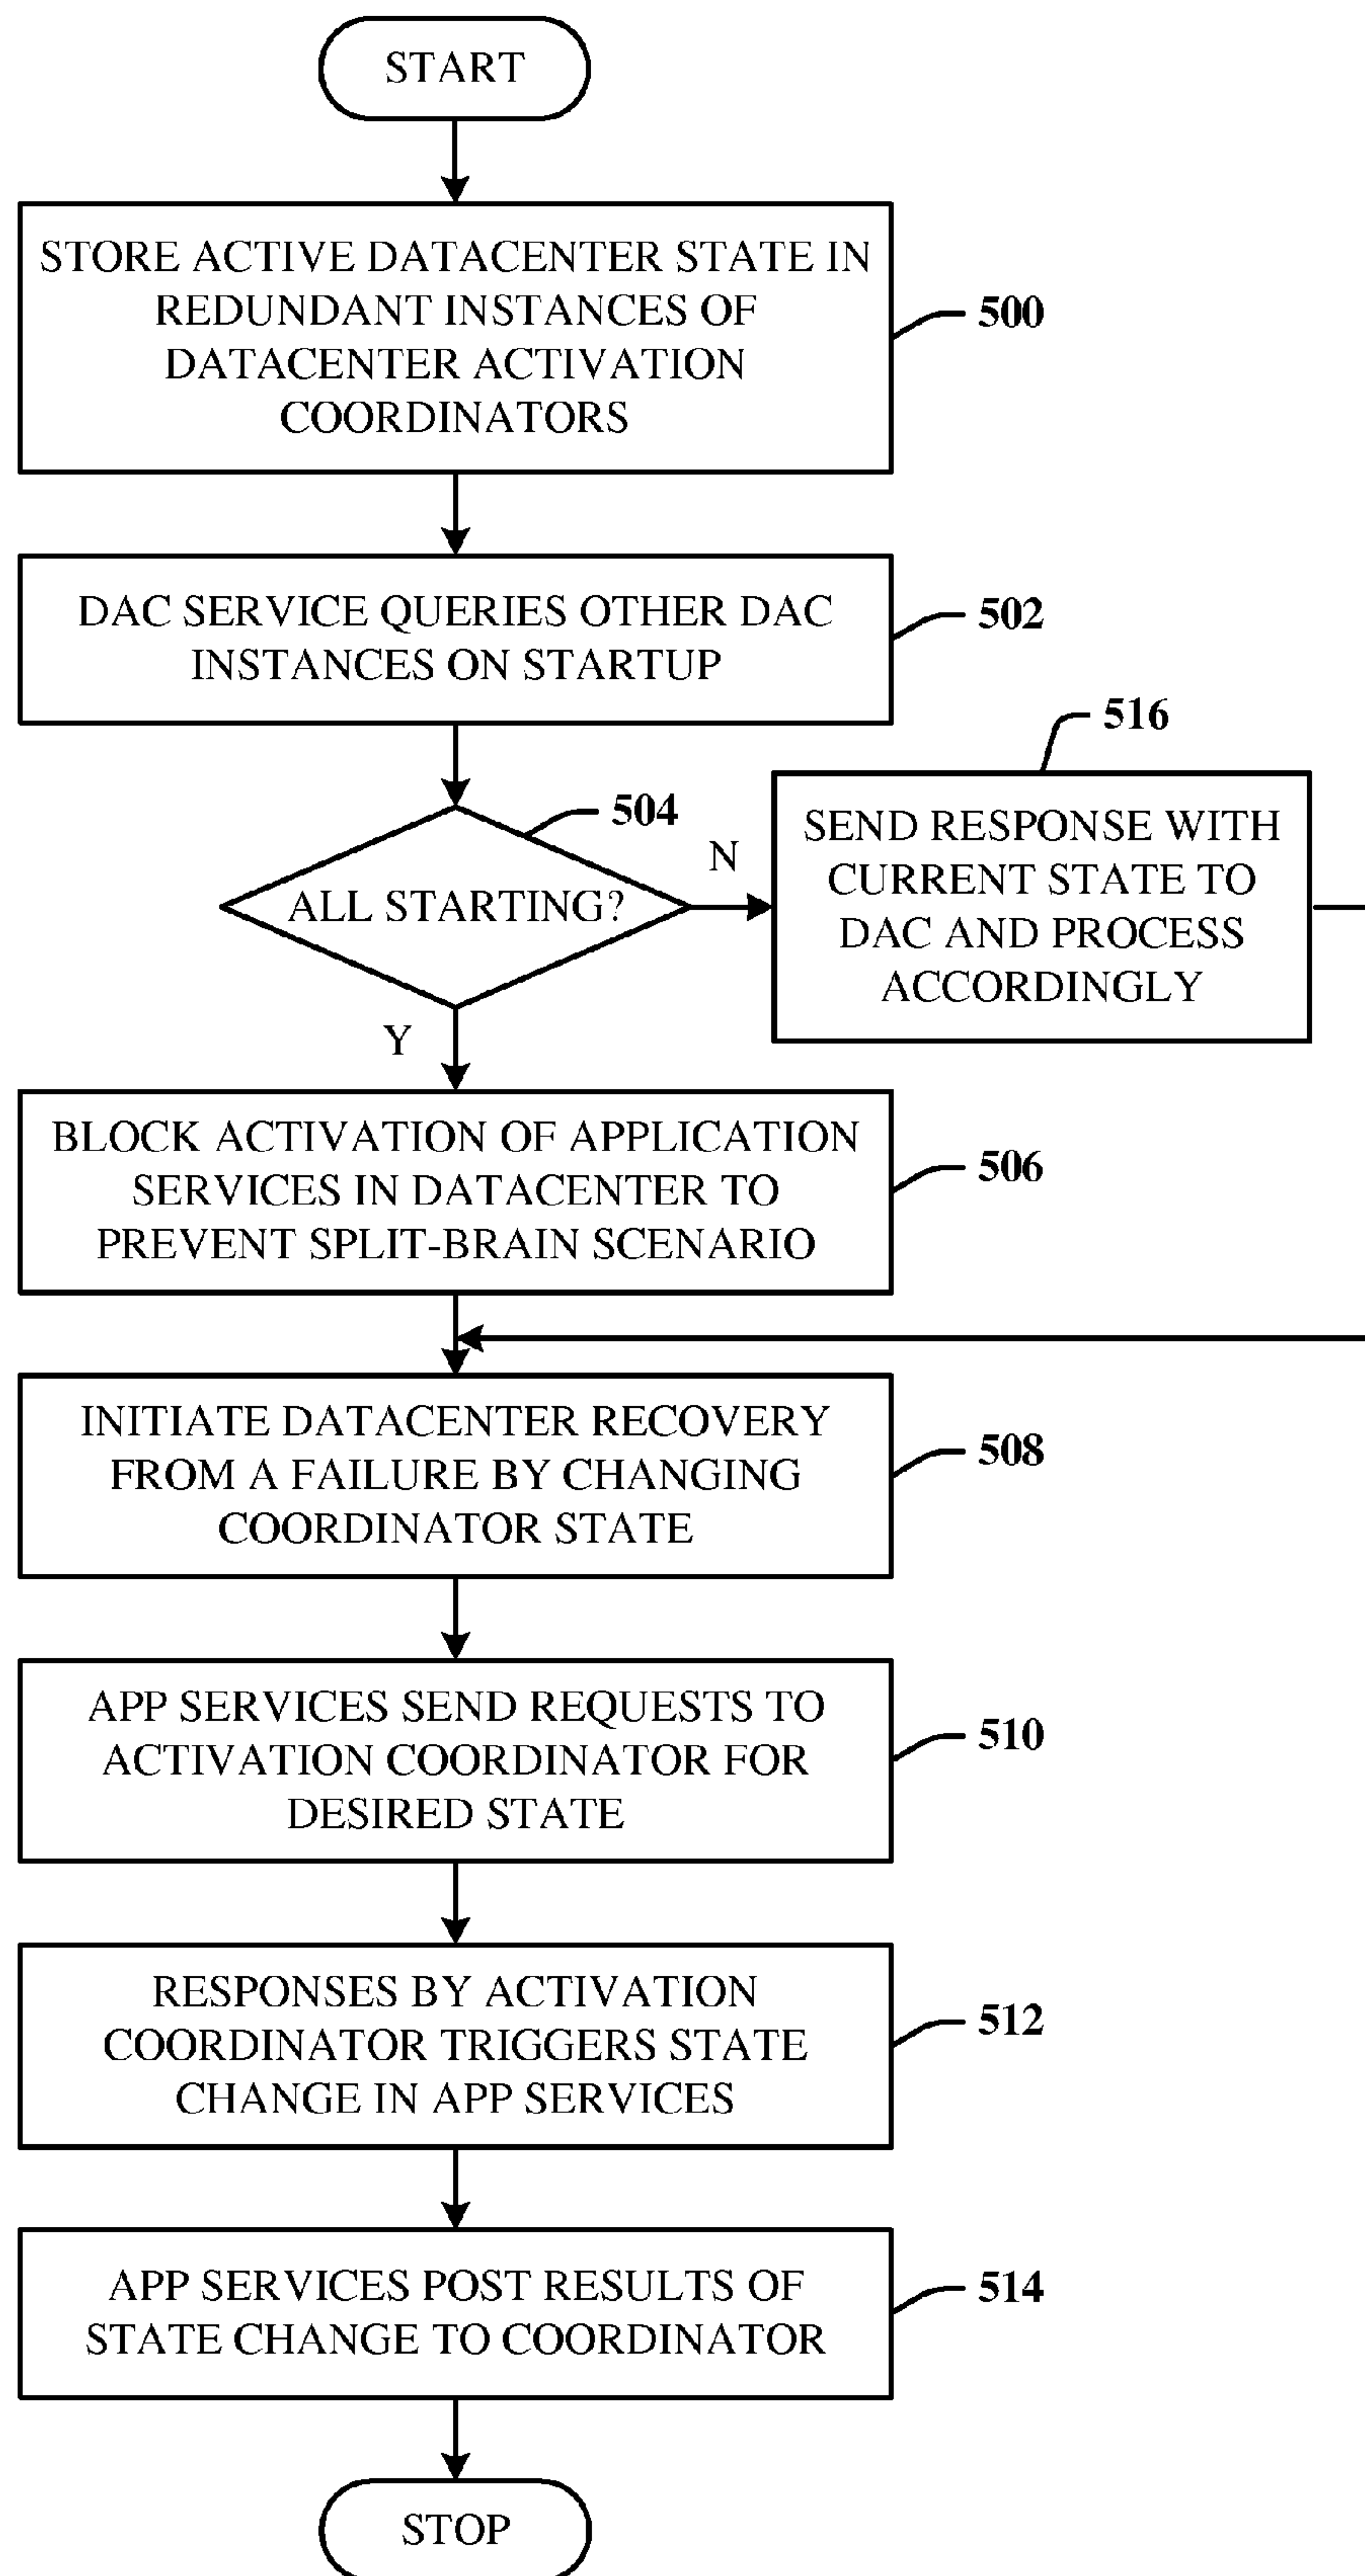 START
STORE ACTIVE DATACENTER STATE IN
REDUNDANT INSTANCES OF
DATACENTER ACTIVATION
COORDINATORS
500
DAC SERVICE QUERIES OTHER DAC
INSTANCES ON STARTUP
502
516
504
ALL STARTING?
N
SEND RESPONSE WITH
CURRENT STATE TO
DAC AND PROCESS
ACCORDINGLY
Y
BLOCK ACTIVATION OF APPLICATION
SERVICES IN DATACENTER TO
PREVENT SPLIT-BRAIN SCENARIO
506
INITIATE DATACENTER RECOVERY
FROM A FAILURE BY CHANGING
COORDINATOR STATE
508
APP SERVICES SEND REQUESTS TO
ACTIVATION COORDINATOR FOR
DESIRED STATE
510
RESPONSES BY ACTIVATION
COORDINATOR TRIGGERS STATE
CHANGE IN APP SERVICES
512
APP SERVICES POST RESULTS OF
STATE CHANGE TO COORDINATOR
514
STOP